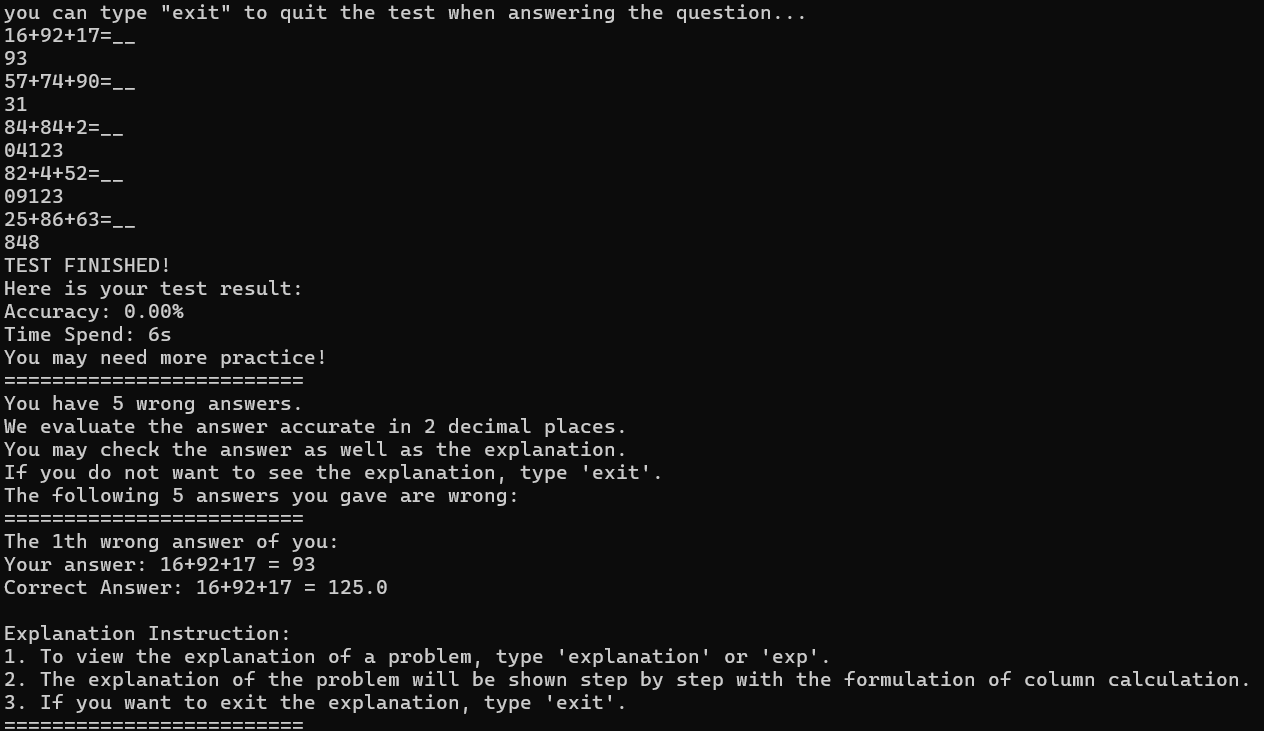 you can type "exit" to quit the test when answering the question...
16+92+17=__
93
57+74+90=__
31
84+84+2=__
04123
82+4+52=__
09123
25+86+63=__
848
TEST FINISHED!
Here is your test result:
Accuracy: 0.00%
Time Spend: 6s
You may need more practice!
=========================
You have 5 wrong answers.
We evaluate the answer accurate in 2 decimal places.
You may check the answer as well as the explanation.
If you do not want to see the explanation, type 'exit'.
The following 5 answers you gave are wrong:
=========================
The 1th wrong answer of you:
Your answer: 16+92+17 = 93
Correct Answer: 16+92+17 = 125.0

Explanation Instruction:
1. To view the explanation of a problem, type 'explanation' or 'exp'.
2. The explanation of the problem will be shown step by step with the formulation of column calculation.
3. If you want to exit the explanation, type 'exit'.
=========================